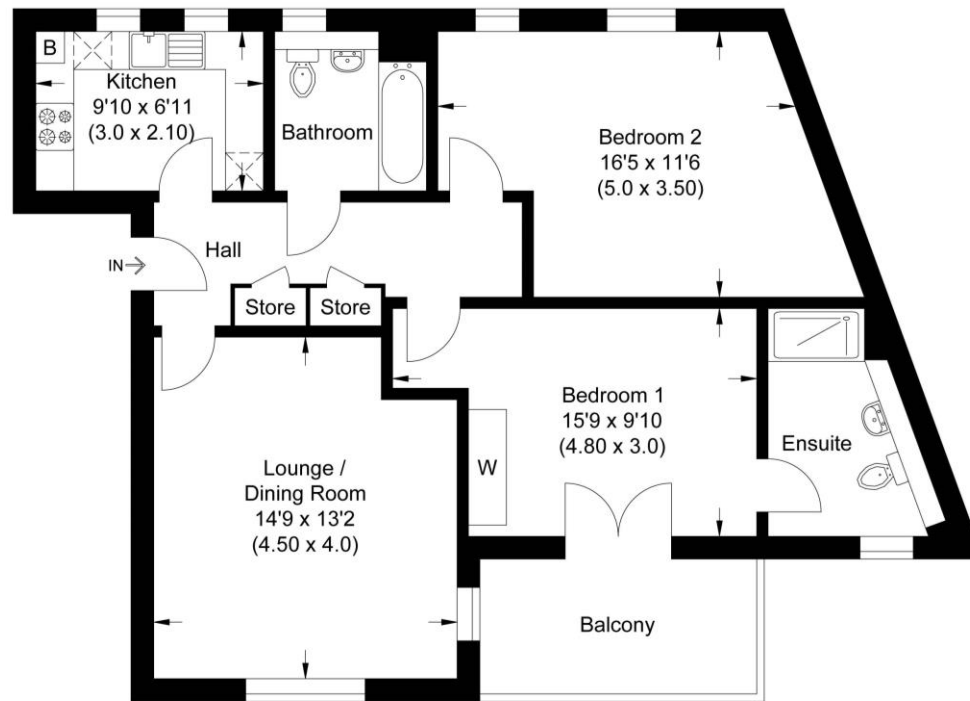 B
Kitchen
9'10 x 6'11
(3.0 x 2.10)
Bathroom
Bedroom 2
16'5 x 11'6
(5.0 x 3.50)
Hall
IN
Store
Store
Bedroom 1
15'9 x 9'10
(4.80 x 3.0)
W
Ensuite
Lounge /
Dining Room
14'9 x 13'2
(4.50 x 4.0)
Balcony